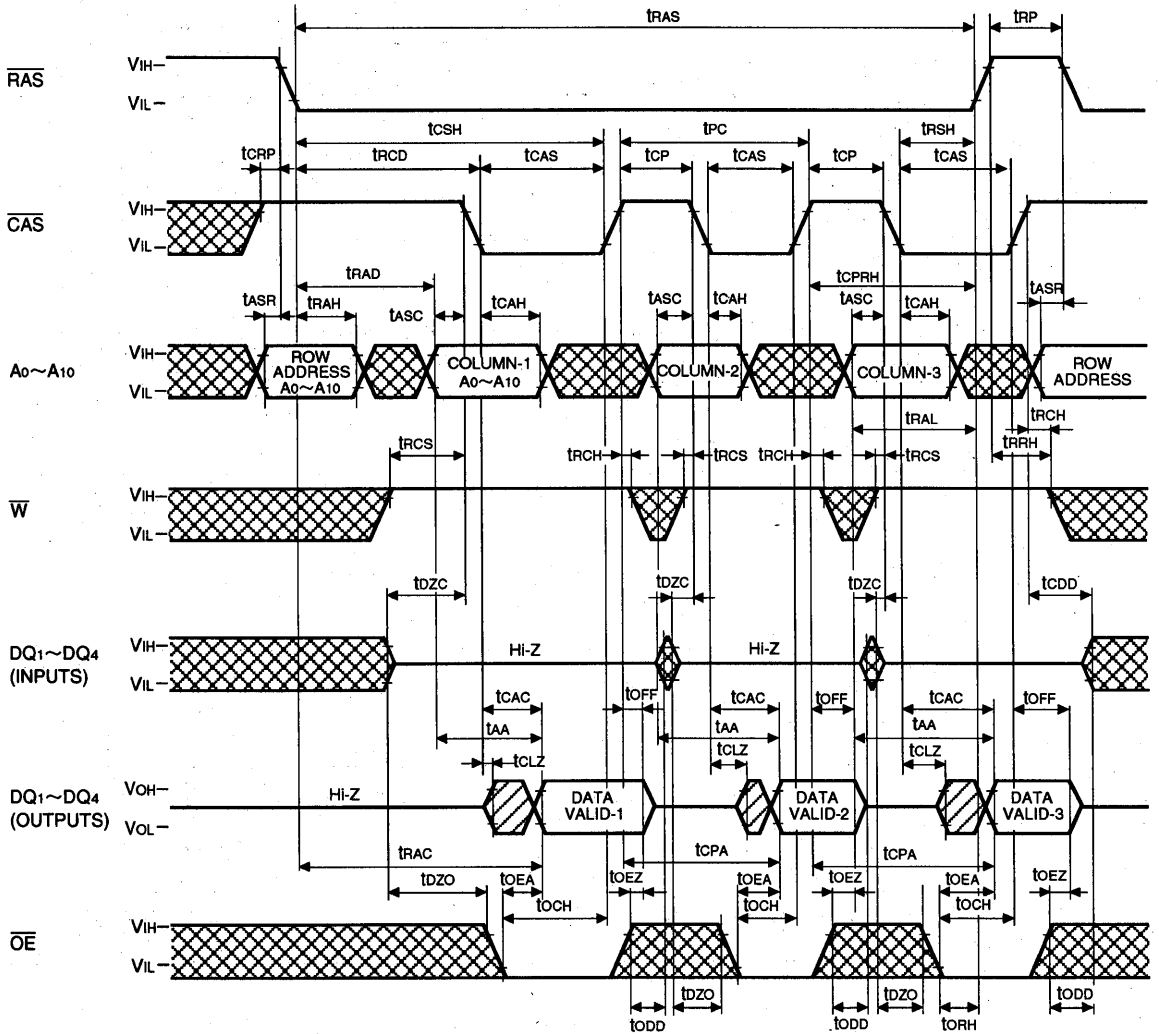 tRAS
tRP
RAS
VIH
VIL
tCSH
tPC
tRSH
tCRP
tRCD
tCAS
tCP
tCAS
tCP
tCAS
CAS
VIH
VIL
tRAD
tCPRH
tASR
tRAH
tASC
tCAH
tASC
tCAH
tASC
tCAH
tASR
A0~A10
VIH
VIL
ROW
ADDRESS
A0~A10
COLUMN-1
A0~A10
COLUMN-2
COLUMN-3
ROW
ADDRESS
tRAL
tRCH
tRCS
tRCH
tRCS
tRCH
tRCS
tRRH
W
VIH
VIL
tDZC
tDZC
tDZC
tCDD
DQ1~DQ4
(INPUTS)
VIH
VIL
Hi-Z
Hi-Z
tCAC
tOFF
tCAC
tOFF
tCAC
tOFF
tAA
tAA
tAA
tCLZ
tCLZ
tCLZ
DQ1~DQ4
(OUTPUTS)
VOH
VOL
Hi-Z
DATA
VALID-1
DATA
VALID-2
DATA
VALID-3
tRAC
tCPA
tCPA
tDZO
tOEA
tOEZ
tOEA
tOEZ
tOEA
tOEZ
tOCH
tOCH
tOCH
OE
VIH
VIL
tODD
tDZO
tODD
tDZO
tORH
tODD